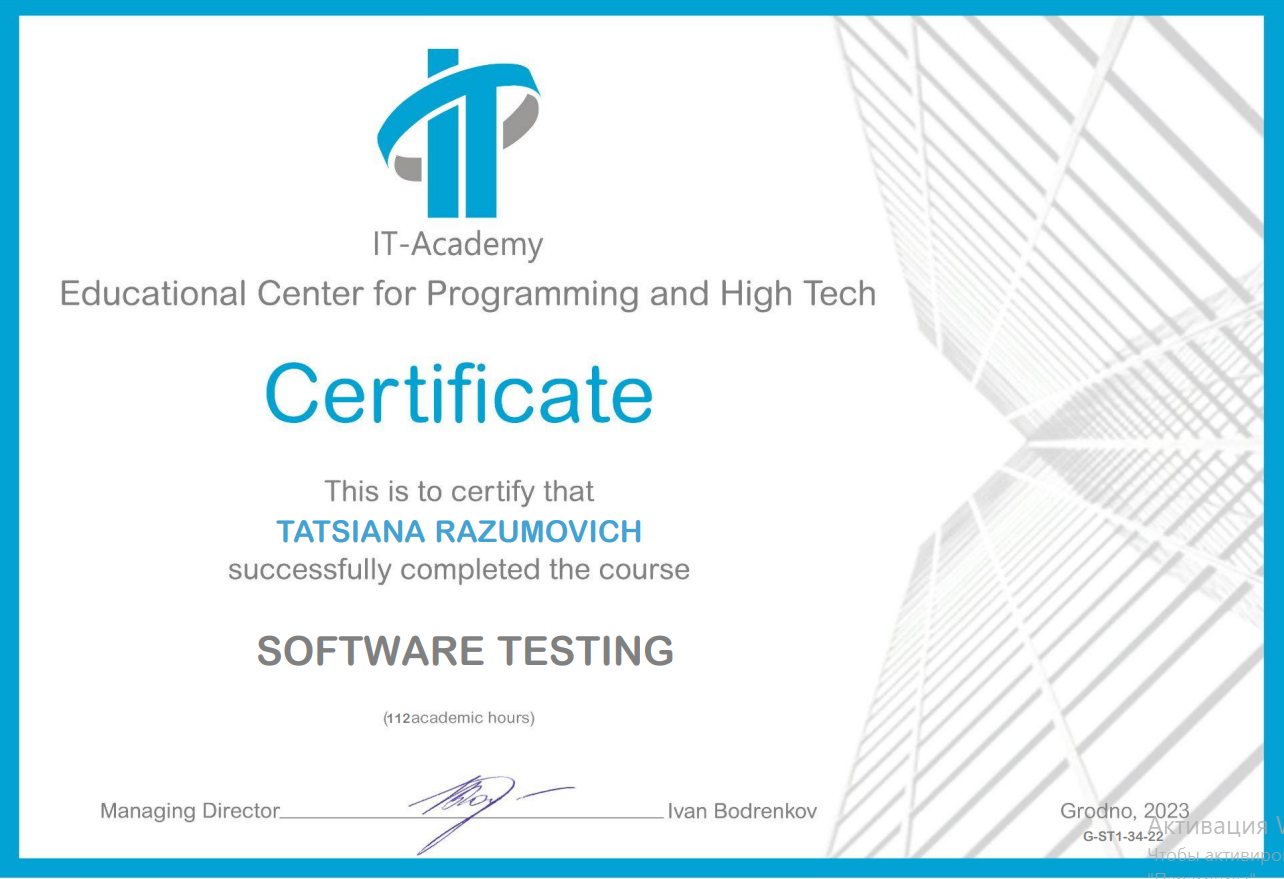 IT-Academy
Educational Center for Programming and High Tech
Certificate
This is to certify that
TATSIANA RAZUMOVICH
successfully completed the course
SOFTWARE TESTING
(112academic hours)
Managing Director Ivan Bodrenkov
Grodno, 2023
G-ST1-34-22
Активация W
Чтобы активиро